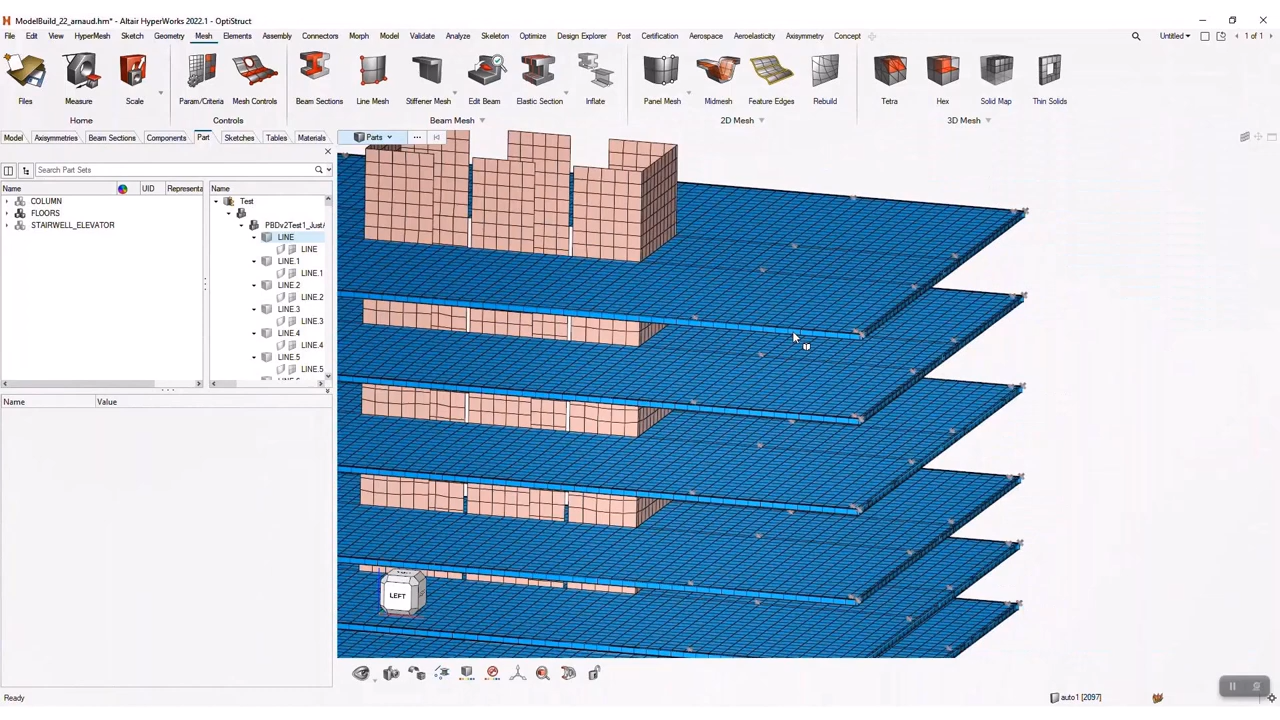 ModelBuild_22_arnaud.hm* - Altair HyperWorks 2022.1 - OptiStruct
File Edit View HyperMesh Sketch Geometry Mesh Elements Assembly Connectors Morph Model Validate Analyze Skeleton Optimize Design Explorer Post Certification Aerospace Aeroelasticity Axisymmetry Concept Untitled 1 of 1
Files Measure Scale Param/Criteria Mesh Controls Beam Sections Line Mesh Stiffener Mesh Edit Beam Elastic Section Inflate Panel Mesh Midmesh Feature Edges Rebuild Tetra Hex Solid Map Thin Solids
Home Controls Beam Mesh 2D Mesh 3D Mesh
Model Axisymmetries Beam Sections Components Part Sketches Tables Materials Parts
Search Part Sets
Name UID Representa Name
COLUMN Test
FLOORS
STAIRWELL_ELEVATOR PBDv2Test1_Just
LINE
LINE
LINE.1
LINE.1
LINE.2
LINE.2
LINE.3
LINE.3
LINE.4
LINE.4
LINE.5
LINE.5
Name Value
LEFT
Ready auto1 [2097]